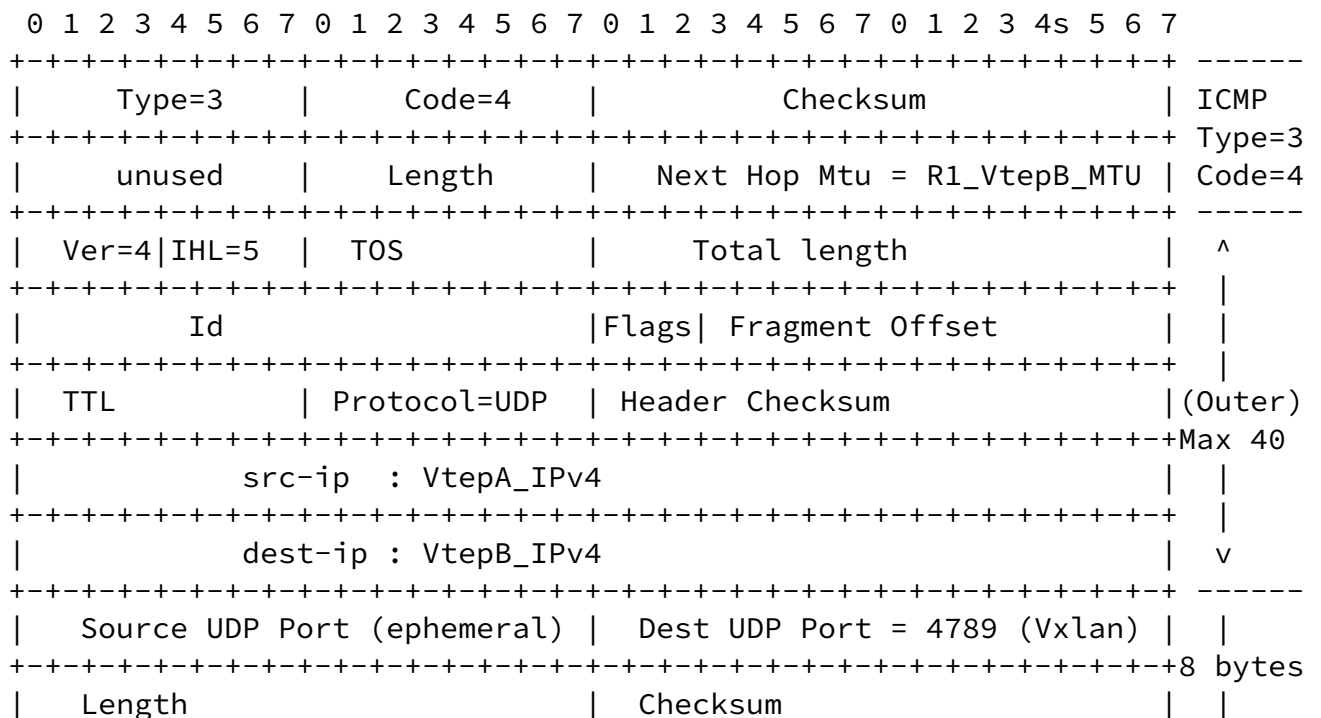 0 1 2 3 4 5 6 7 0 1 2 3 4 5 6 7 0 1 2 3 4 5 6 7 0 1 2 3 4s 5 6 7
+-+-+-+-+-+-+-+-+-+-+-+-+-+-+-+-+-+-+-+-+-+-+-+-+-+-+-+-+-+-+-+-+ ------
|     Type=3    |     Code=4    |          Checksum             | ICMP
+-+-+-+-+-+-+-+-+-+-+-+-+-+-+-+-+-+-+-+-+-+-+-+-+-+-+-+-+-+-+-+-+ Type=3
|     unused    |    Length     |   Next Hop Mtu = R1_VtepB_MTU | Code=4
+-+-+-+-+-+-+-+-+-+-+-+-+-+-+-+-+-+-+-+-+-+-+-+-+-+-+-+-+-+-+-+-+ ------
|  Ver=4|IHL=5  |  TOS          |     Total length              |  ^
+-+-+-+-+-+-+-+-+-+-+-+-+-+-+-+-+-+-+-+-+-+-+-+-+-+-+-+-+-+-+-+-+  |
|         Id                    |Flags| Fragment Offset         |  |
+-+-+-+-+-+-+-+-+-+-+-+-+-+-+-+-+-+-+-+-+-+-+-+-+-+-+-+-+-+-+-+-+  |
|  TTL          | Protocol=UDP  | Header Checksum               |(Outer)
+-+-+-+-+-+-+-+-+-+-+-+-+-+-+-+-+-+-+-+-+-+-+-+-+-+-+-+-+-+-+-+-+Max 40
|            src-ip  : VtepA_IPv4                               |  |
+-+-+-+-+-+-+-+-+-+-+-+-+-+-+-+-+-+-+-+-+-+-+-+-+-+-+-+-+-+-+-+-+  |
|            dest-ip : VtepB_IPv4                               |  v
+-+-+-+-+-+-+-+-+-+-+-+-+-+-+-+-+-+-+-+-+-+-+-+-+-+-+-+-+-+-+-+-+ ------
|   Source UDP Port (ephemeral) |  Dest UDP Port = 4789 (Vxlan) |  |
+-+-+-+-+-+-+-+-+-+-+-+-+-+-+-+-+-+-+-+-+-+-+-+-+-+-+-+-+-+-+-+-+8 bytes
|   Length                      |  Checksum                     |  |